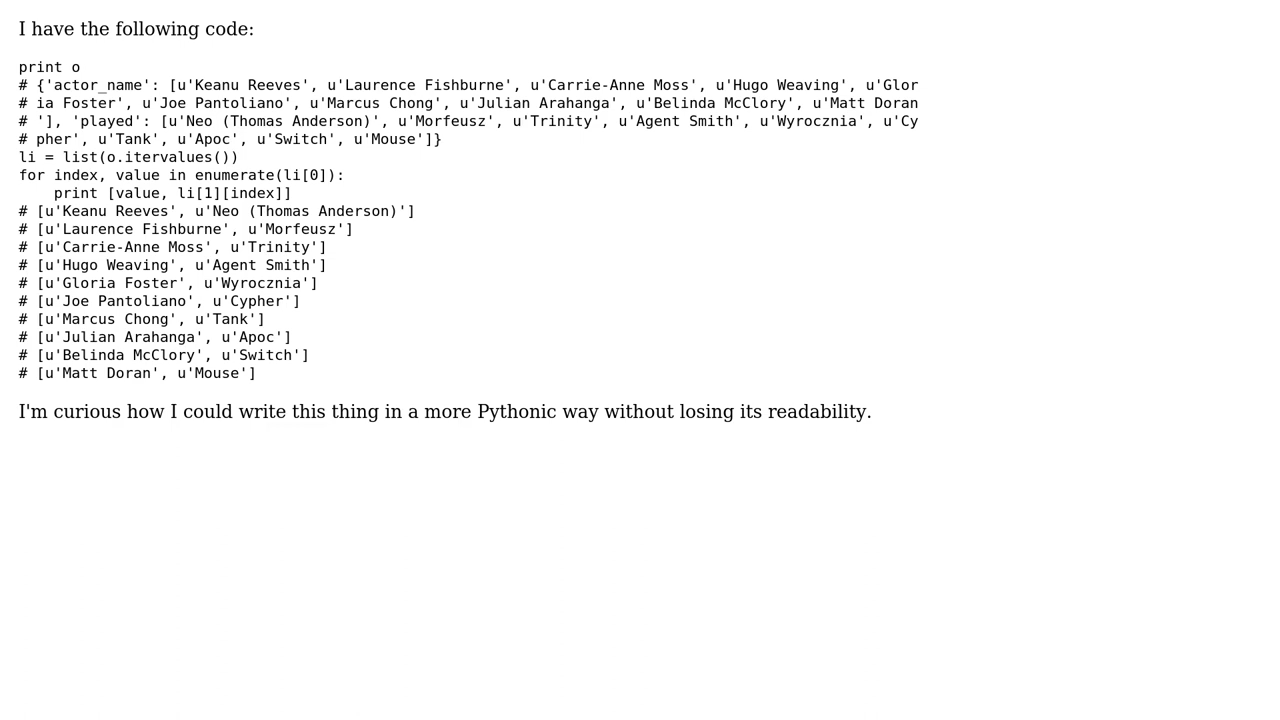 I have the following code:
print o
# {'actor_name': [u'Keanu Reeves', u'Laurence Fishburne', u'Carrie-Anne Moss', u'Hugo Weaving', u'Glor
# ia Foster', u'Joe Pantoliano', u'Marcus Chong', u'Julian Arahanga', u'Belinda McClory', u'Matt Doran
# '], 'played': [u'Neo (Thomas Anderson)', u'Morfeusz', u'Trinity', u'Agent Smith', u'Wyrocznia', u'Cy
# pher', u'Tank', u'Apoc', u'Switch', u'Mouse']}
li = list(o.itervalues())
for index, value in enumerate(li[0]):
    print [value, li[1][index]]
# [u'Keanu Reeves', u'Neo (Thomas Anderson)']
# [u'Laurence Fishburne', u'Morfeusz']
# [u'Carrie-Anne Moss', u'Trinity']
# [u'Hugo Weaving', u'Agent Smith']
# [u'Gloria Foster', u'Wyrocznia']
# [u'Joe Pantoliano', u'Cypher']
# [u'Marcus Chong', u'Tank']
# [u'Julian Arahanga', u'Apoc']
# [u'Belinda McClory', u'Switch']
# [u'Matt Doran', u'Mouse']
I'm curious how I could write this thing in a more Pythonic way without losing its readability.